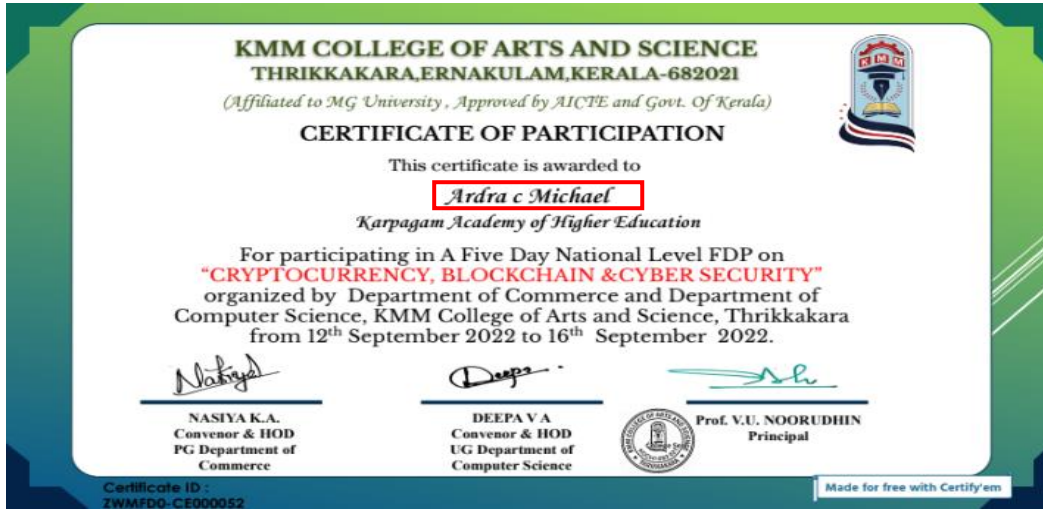 KMM COLLEGE OF ARTS AND SCIENCE
THRIKKAKARA,ERNAKULAM,KERALA-682021
(Affiliated to MG University , Approved by AICTE and Govt. Of Kerala)
KMM
CERTIFICATE OF PARTICIPATION
This certificate is awarded to
Ardra c Michael
Karpagam Academy of Higher Education
For participating in A Five Day National Level FDP on
“CRYPTOCURRENCY, BLOCKCHAIN &CYBER SECURITY”
organized by Department of Commerce and Department of
Computer Science, KMM College of Arts and Science, Thrikkakara
from 12th September 2022 to 16th September 2022.
Deepa
NASIYA K.A.
Convenor & HOD
PG Department of
Commerce
DEEPA V A
Convenor & HOD
UG Department of
Computer Science
Prof. V.U. NOORUDHIN
Principal
Certificate ID :
ZWMFD0-CE000052
Made for free with Certify'em